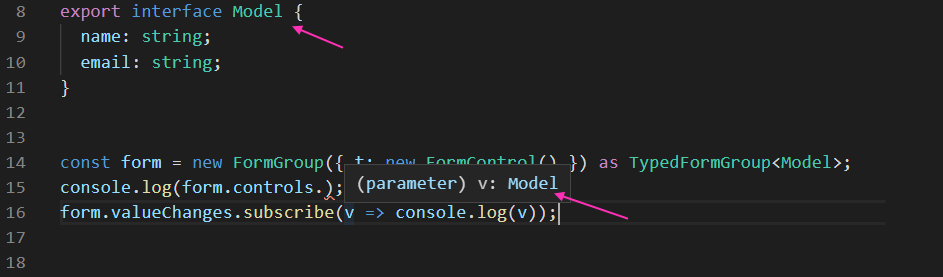 8 export interface Model {
9 name: string;
10 email: string;
11 }
12
13
14 const form = new FormGroup({ t: new FormControl() }) as TypedFormGroup<Model>;
15 console.log(form.controls.);
(parameter) v: Model
16 form.valueChanges.subscribe(v => console.log(v));
17
18